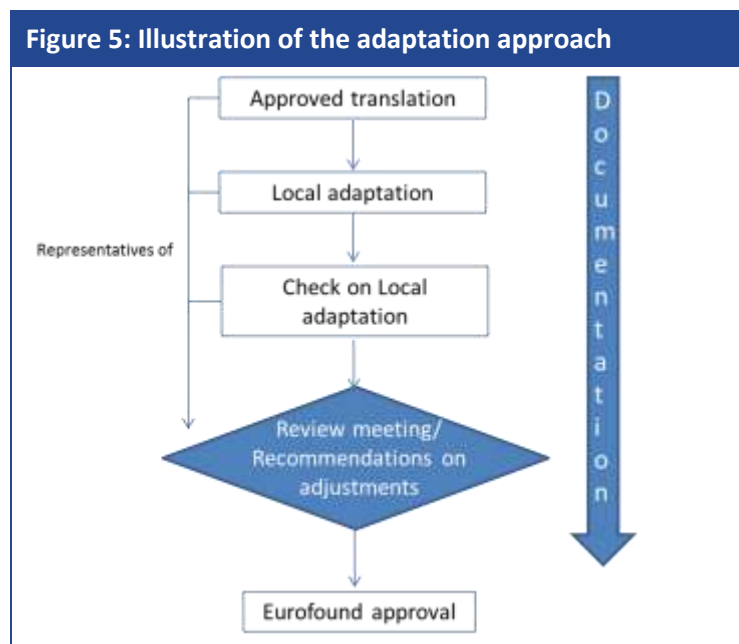 Figure 5: Illustration of the adaptation approach
Approved translation
Local adaptation
Representatives of
Check on Local
adaptation
Review meeting/
Recommendations on
adjustments
Eurofound approval
Documentation